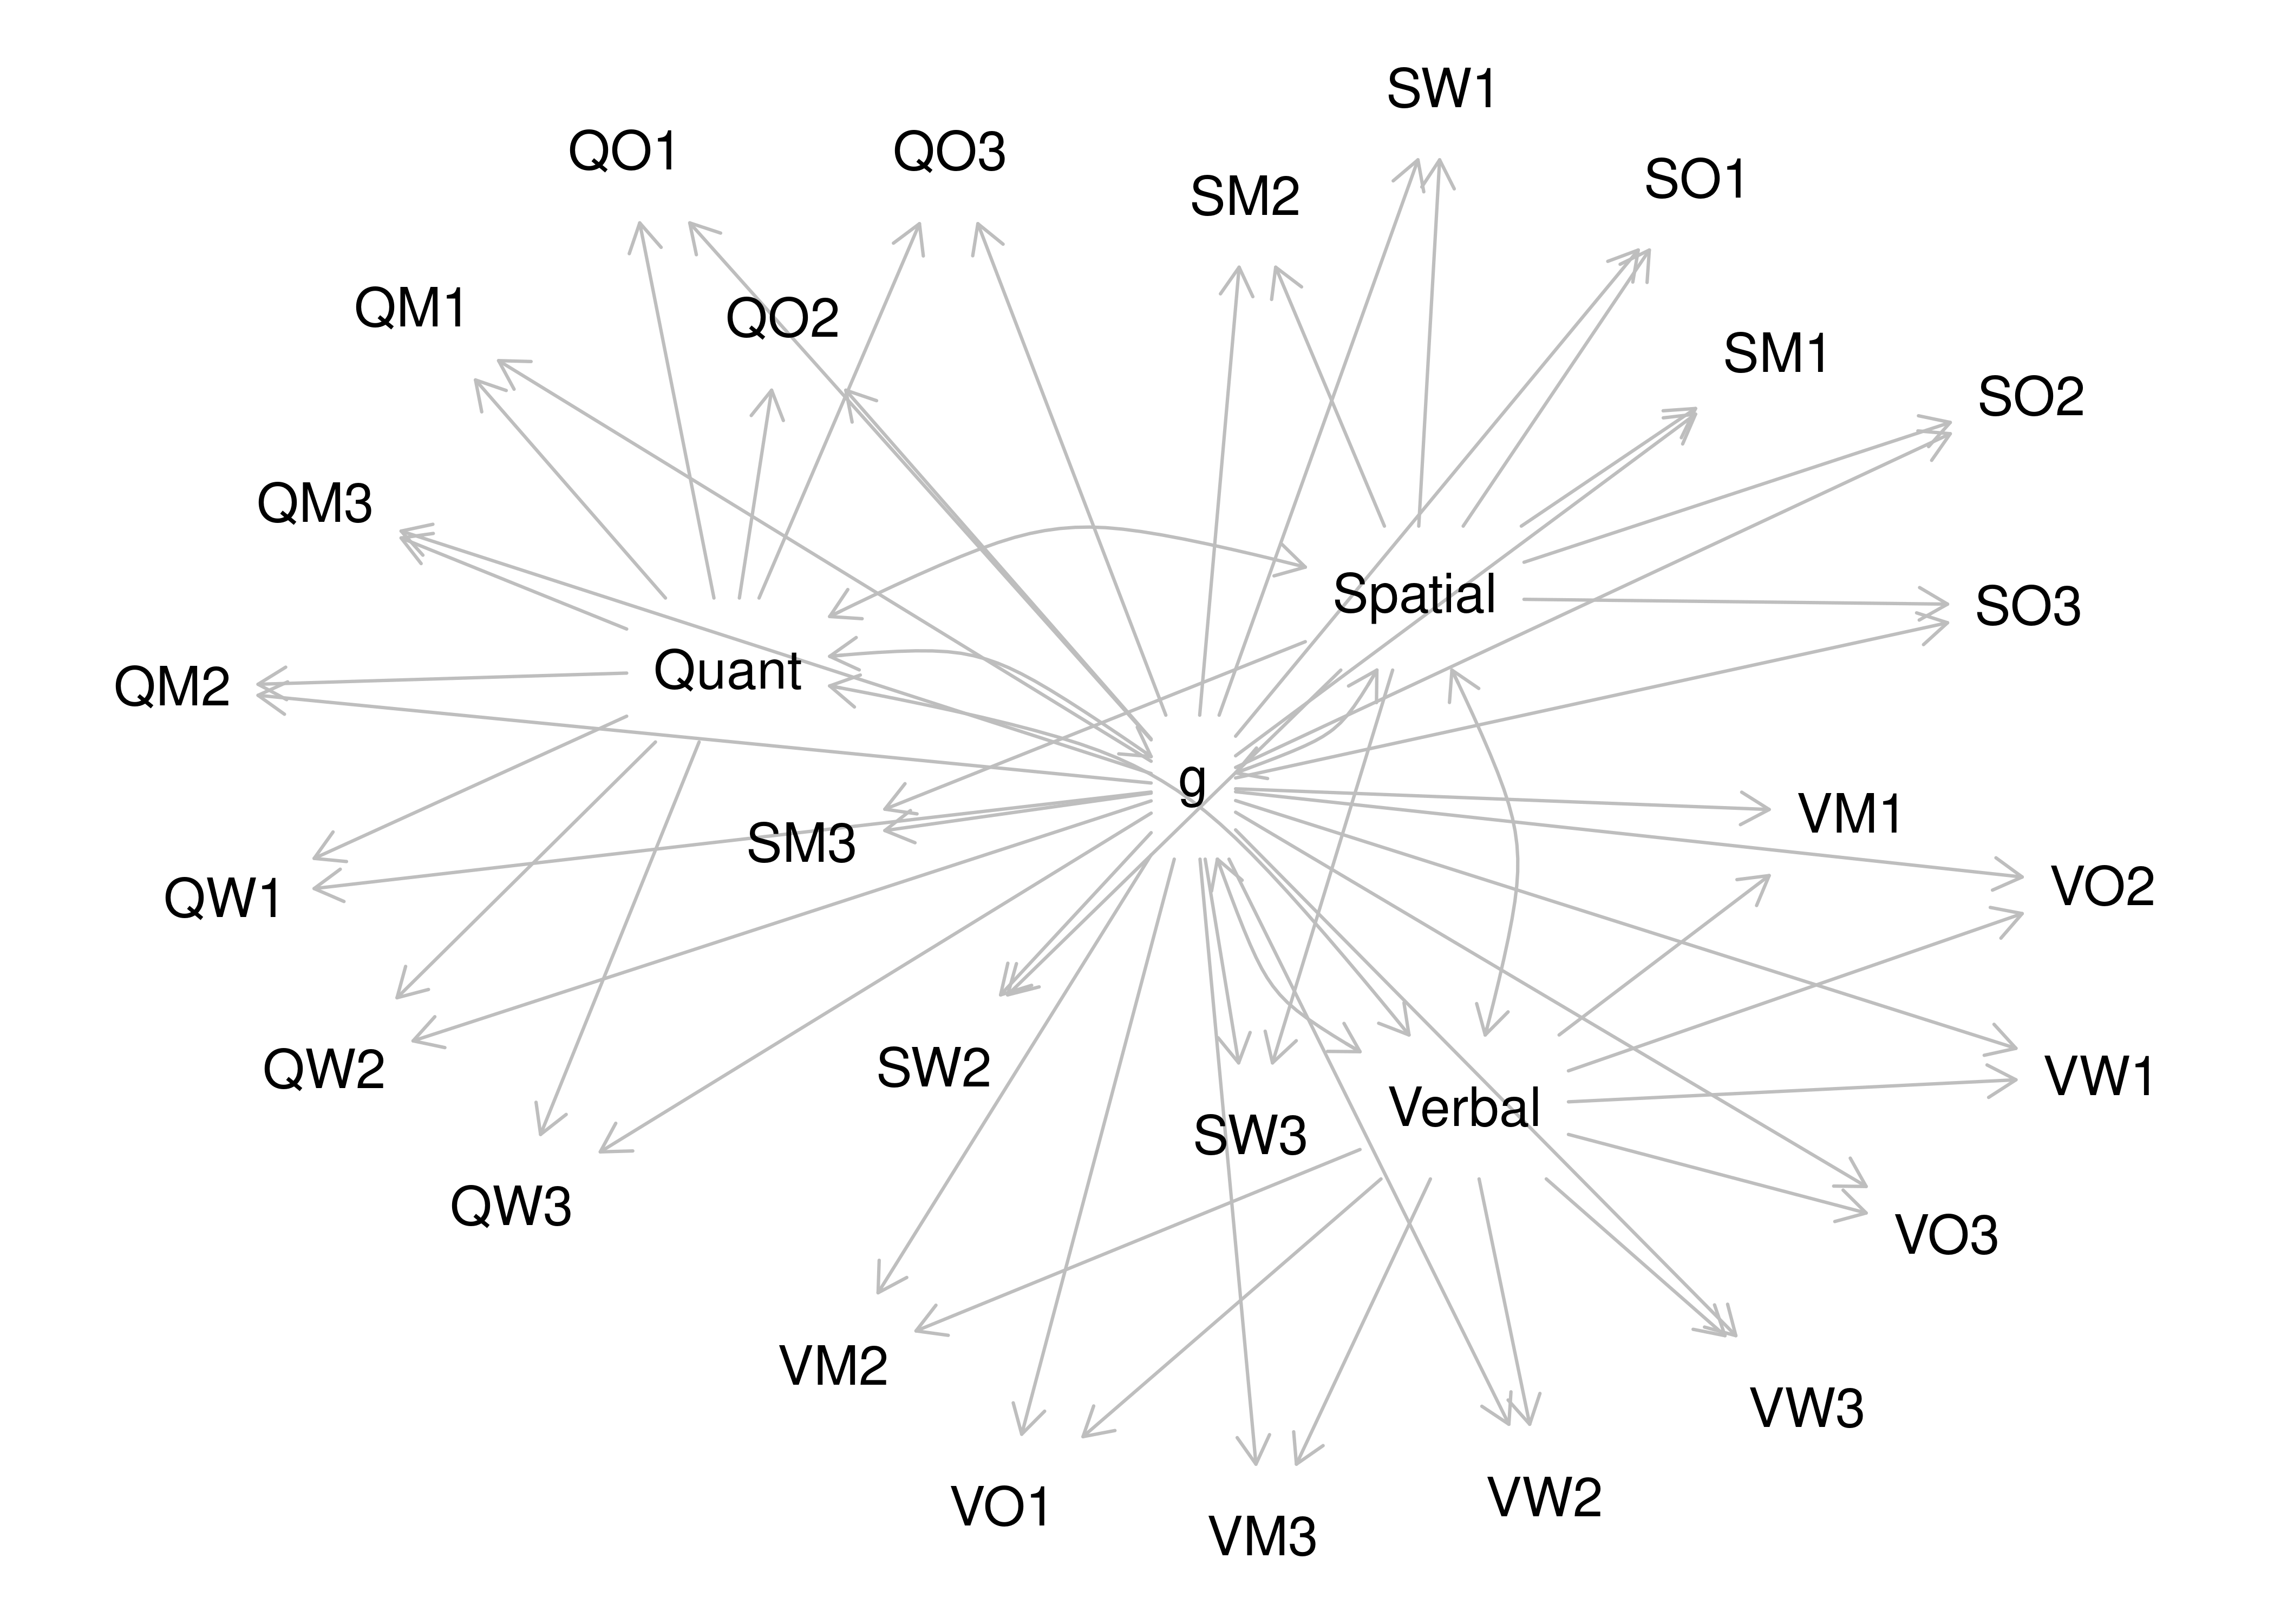 SW1
QO1
QO3
SO1
SM2
QM1
QO2
SM1
SO2
QM3
Spatial
SO3
Quant
QM2
g
VM1
SM3
VO2
QW1
QW2
SW2
VW1
Verbal
SW3
QW3
VO3
VM2
VW3
VO1
VW2
VM3